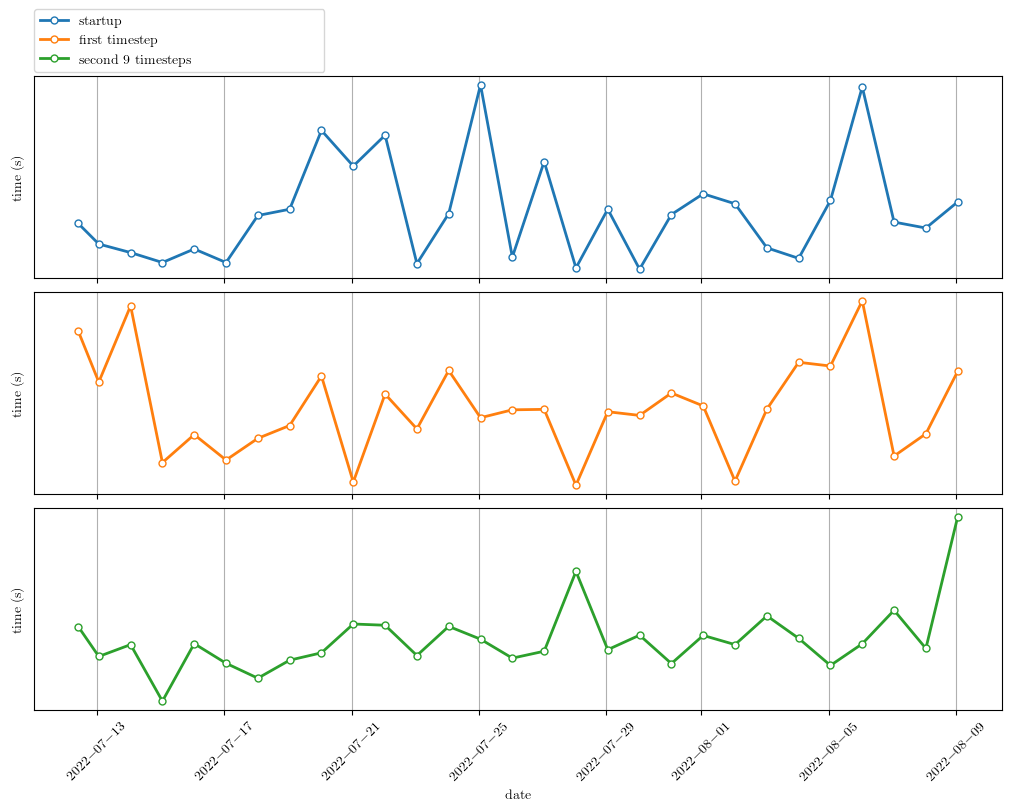 startup
first timestep
second 9 timesteps
time (s)
time (s)
time (s)
2022−07−13
2022−07−17
2022−07−21
2022−07−25
2022−07−29
2022−08−01
2022−08−05
2022−08−09
date